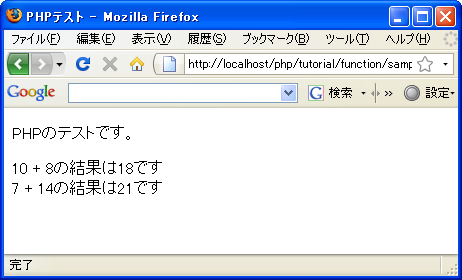 PHPテスト - Mozilla Firefox
ファイル(F) 編集(E) 表示(V) 履歴(S) ブックマーク(B) ツール(T) ヘルプ(H)
http://localhost/php/tutorial/function/samp
Google G 検索 » 設定
PHPのテストです。
10 + 8の結果は18です
7 + 14の結果は21です
完了